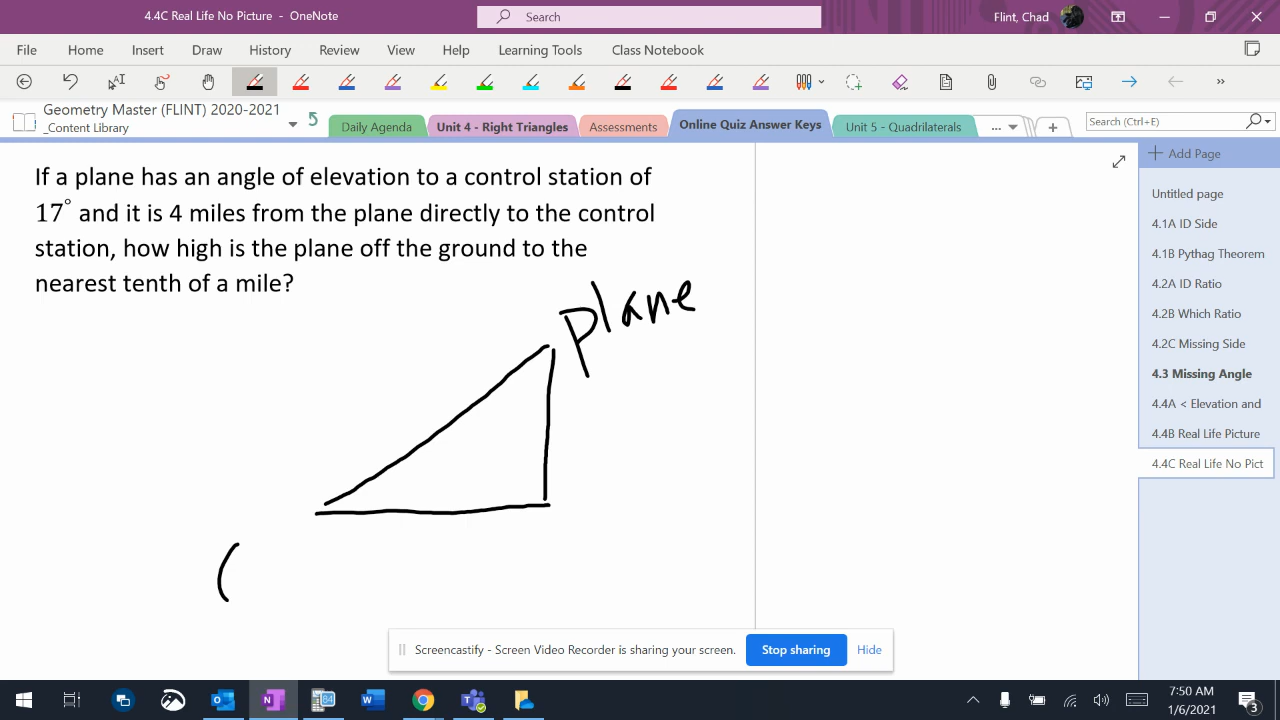 4.4C Real Life No Picture - OneNote
Search
Flint, Chad
File Home Insert Draw History Review View Help Learning Tools Class Notebook
Geometry Master (FLINT) 2020-2021
_Content Library
Daily Agenda
Unit 4 - Right Triangles
Assessments
Online Quiz Answer Keys
Unit 5 - Quadrilaterals
...
Search (Ctrl+E)
Add Page
Untitled page
4.1A ID Side
4.1B Pythag Theorem
4.2A ID Ratio
4.2B Which Ratio
4.2C Missing Side
4.3 Missing Angle
4.4A < Elevation and
4.4B Real Life Picture
4.4C Real Life No Pict
If a plane has an angle of elevation to a control station of
17° and it is 4 miles from the plane directly to the control
station, how high is the plane off the ground to the
nearest tenth of a mile?
plane
(
Screencastify - Screen Video Recorder is sharing your screen.
Stop sharing
Hide
7:50 AM
1/6/2021
3